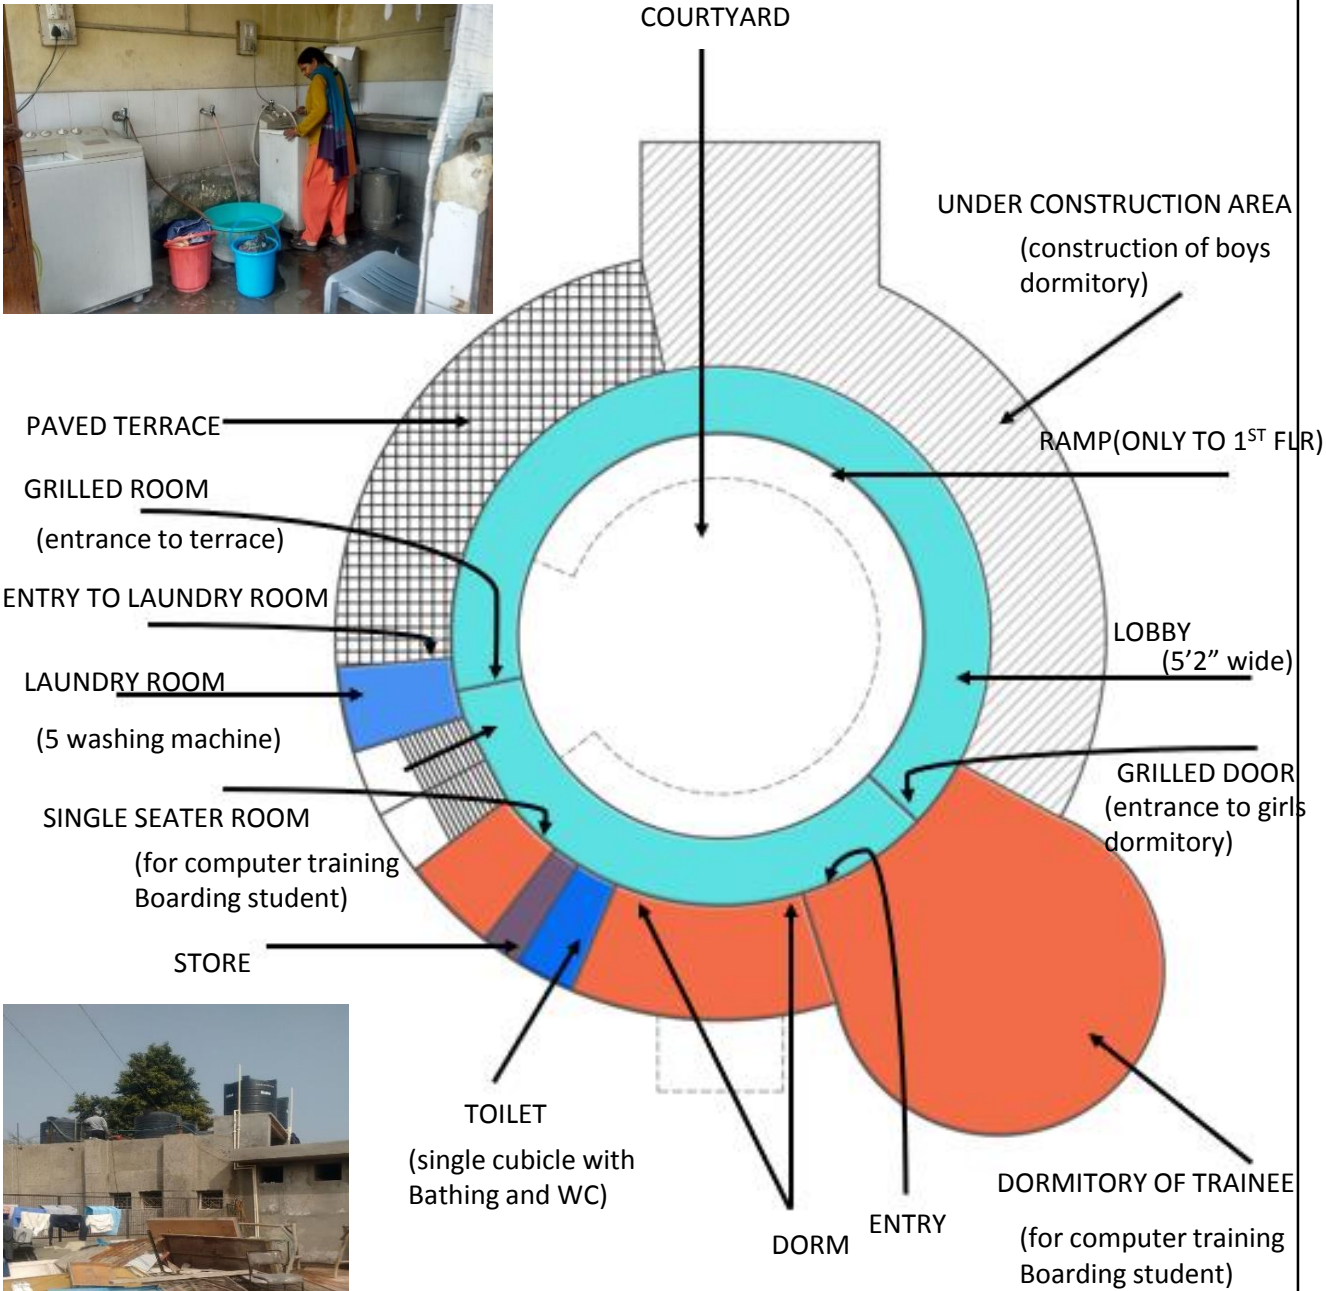 COURTYARD
UNDER CONSTRUCTION AREA
(construction of boys
dormitory)
PAVED TERRACE
RAMP(ONLY TO 1ST FLR)
GRILLED ROOM
(entrance to terrace)
ENTRY TO LAUNDRY ROOM
LOBBY
(5’2” wide)
LAUNDRY ROOM
(5 washing machine)
GRILLED DOOR
(entrance to girls
dormitory)
SINGLE SEATER ROOM
(for computer training
Boarding student)
STORE
TOILET
(single cubicle with
Bathing and WC)
DORM
ENTRY
DORMITORY OF TRAINEE
(for computer training
Boarding student)